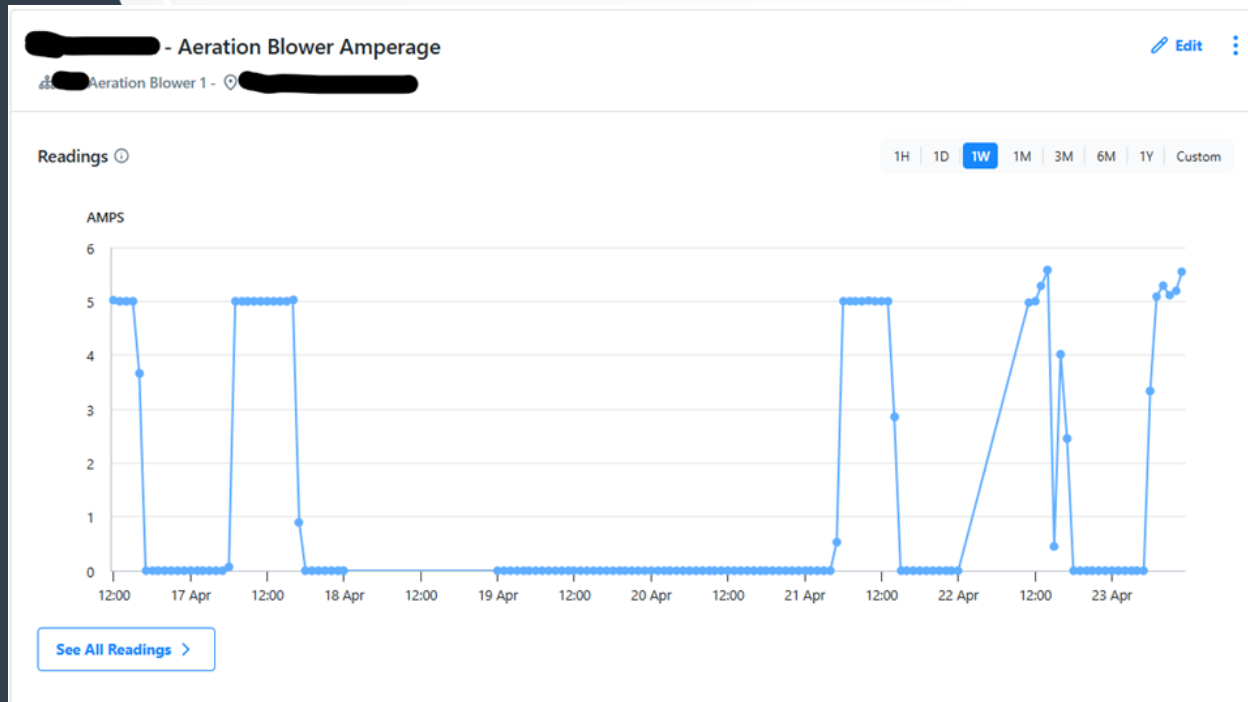 - Aeration Blower Amperage
Edit
Aeration Blower 1 -
Readings
1H 1D 1W 1M 3M 6M 1Y Custom
AMPS
6
5
4
3
2
1
0
12:00 17 Apr 12:00 18 Apr 12:00 19 Apr 12:00 20 Apr 12:00 21 Apr 12:00 22 Apr 12:00 23 Apr
See All Readings